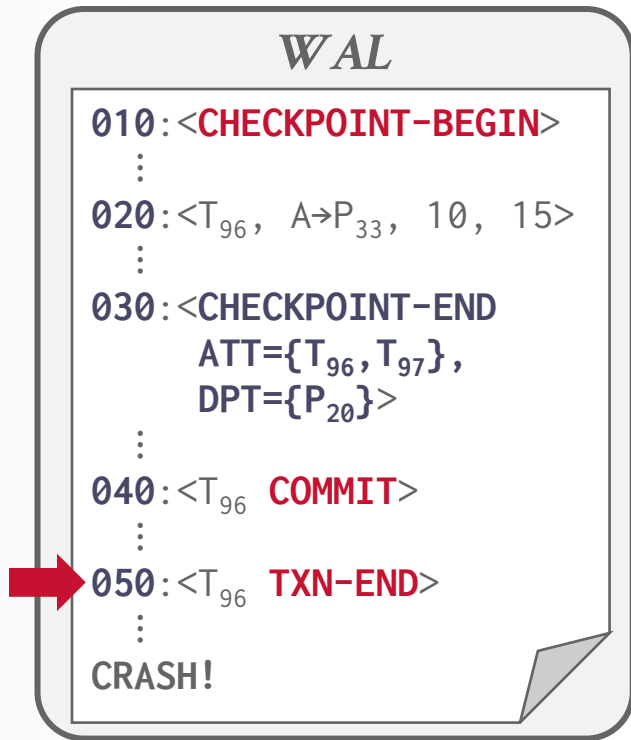 WAL
010:<CHECKPOINT-BEGIN>
⋮
020:<T₉₆, A→P₃₃, 10, 15>
⋮
030:<CHECKPOINT-END
ATT={T₉₆,T₉₇},
DPT={P₂₀}>
⋮
040:<T₉₆ COMMIT>
⋮
050:<T₉₆ TXN-END>
⋮
CRASH!